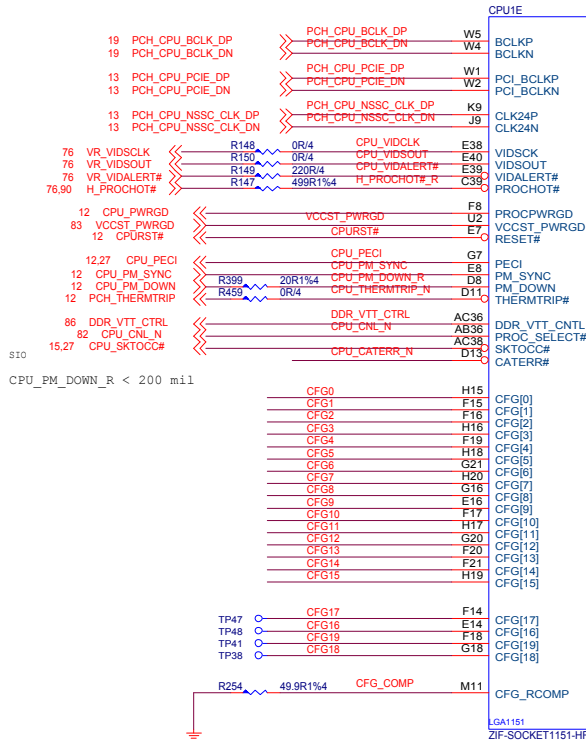 CPU1E
19 PCH_CPU_BCLK_DP PCH_CPU_BCLK_DP W5 BCLKP
19 PCH_CPU_BCLK_DN PCH_CPU_BCLK_DN W4 BCLKN
13 PCH_CPU_PCIE_DP PCH_CPU_PCIE_DP W1 PCI_BCLKP
13 PCH_CPU_PCIE_DN PCH_CPU_PCIE_DN W2 PCI_BCLKN
13 PCH_CPU_NSSC_CLK_DP PCH_CPU_NSSC_CLK_DP K9 CLK24P
13 PCH_CPU_NSSC_CLK_DN PCH_CPU_NSSC_CLK_DN J9 CLK24N
76 VR_VIDSCLK R148 0R/4 CPU_VIDCLK E38 VIDSCK
76 VR_VIDSOUT R150 0R/4 CPU_VIDSOUT E40 VIDSOUT
76 VR_VIDALERT# R149 220R/4 CPU_VIDALERT# E39 VIDALERT#
76,90 H_PROCHOT# R147 499R1%4 H_PROCHOT#_R C39 PROCHOT#
12 CPU_PWRGD F8 PROCPWRGD
83 VCCST_PWRGD VCCST_PWRGD U2 VCCST_PWRGD
12 CPURST# CPURST# E7 RESET#
12,27 CPU_PECI CPU_PECI G7 PECI
12 CPU_PM_SYNC CPU_PM_SYNC E8 PM_SYNC
12 CPU_PM_DOWN R399 20R1%4 CPU_PM_DOWN_R D8 PM_DOWN
12 PCH_THERMTRIP R459 0R/4 CPU_THERMTRIP_N D11 THERMTRIP#
86 DDR_VTT_CTRL DDR_VTT_CTRL AC36 DDR_VTT_CNTL
82 CPU_CNL_N CPU_CNL_N AB36 PROC_SELECT#
15,27 CPU_SKTOCC# AC38 SKTOCC#
SIO CPU_CATERR_N D13 CATERR#
CPU_PM_DOWN_R < 200 mil
CFG0 H15 CFG[0]
CFG1 F15 CFG[1]
CFG2 F16 CFG[2]
CFG3 H16 CFG[3]
CFG4 F19 CFG[4]
CFG5 H18 CFG[5]
CFG6 G21 CFG[6]
CFG7 H20 CFG[7]
CFG8 G16 CFG[8]
CFG9 E16 CFG[9]
CFG10 F17 CFG[10]
CFG11 H17 CFG[11]
CFG12 G20 CFG[12]
CFG13 F20 CFG[13]
CFG14 F21 CFG[14]
CFG15 H19 CFG[15]
TP47 CFG17 F14 CFG[17]
TP48 CFG16 E14 CFG[16]
TP41 CFG19 F18 CFG[19]
TP38 CFG18 G18 CFG[18]
R254 49.9R1%4 CFG_COMP M11 CFG_RCOMP
LGA1151
ZIF-SOCKET1151-HF